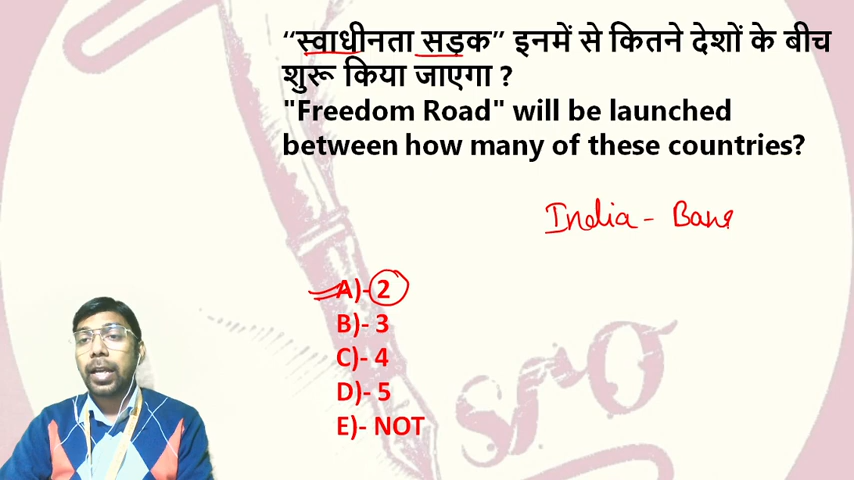 “स्वाधीनता सड़क” इनमें से कितने देशों के बीच
शुरू किया जाएगा ?
"Freedom Road" will be launched
between how many of these countries?
India - Bang
A)- 2
B)- 3
C)- 4
D)- 5
E)- NOT